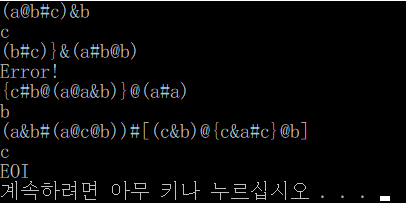 (a@b#c)&b
c
(b#c)}&(a#b@b)
Error!
{c#b@(a@a&b)}@(a#a)
b
(a&b#(a@c@b))#[(c&b)@{c&a#c}@b]
c
EOI
계속하려면 아무 키나 누르십시오 . . .